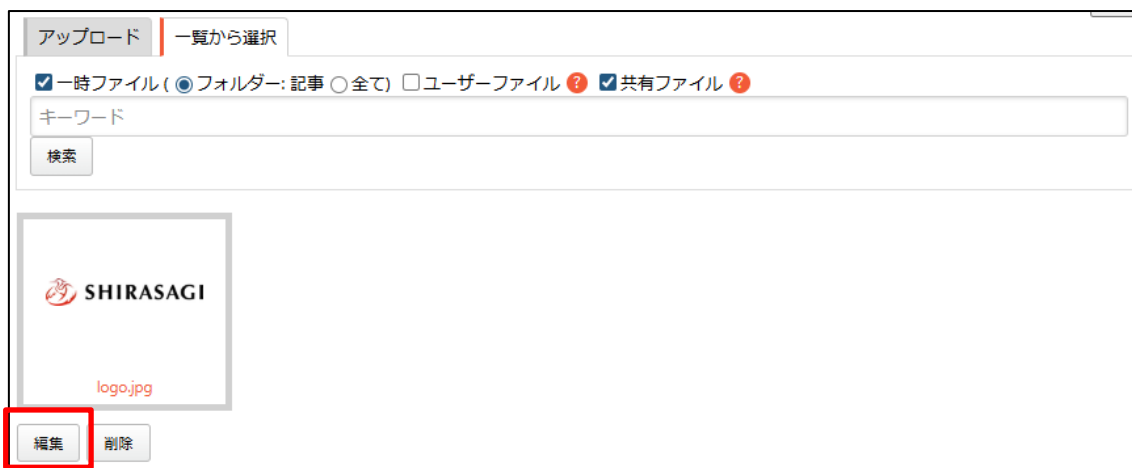 アップロード 一覧から選択
一時ファイル ( フォルダー: 記事 全て) ユーザーファイル ? 共有ファイル ?
キーワード
検索
SHIRASAGI
logo.jpg
編集 削除